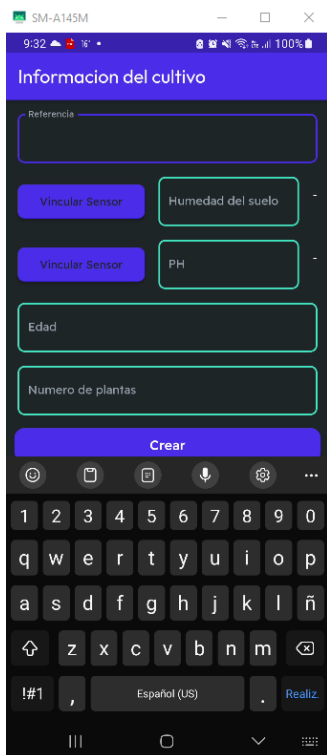 SM-A145M
9:32 16° 100%
Informacion del cultivo
Referencia
Vincular Sensor Humedad del suelo -
Vincular Sensor PH -
Edad
Numero de plantas
Crear
1 2 3 4 5 6 7 8 9 0
q w e r t y u i o p
a s d f g h j k l ñ
z x c v b n m
!#1 , Español (US) . Realiz.